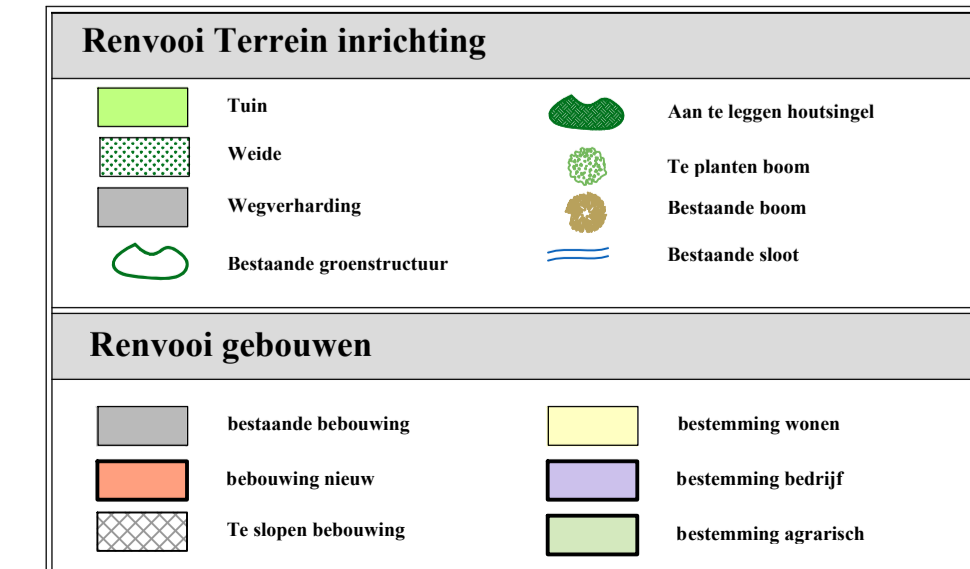 Renvooi Terrein inrichting
Tuin
Weide
Wegverharding
Bestaande groenstructuur
Aan te leggen houtsingel
Te planten boom
Bestaande boom
Bestaande sloot
Renvooi gebouwen
bestaande bebouwing
bebouwing nieuw
Te slopen bebouwing
bestemming wonen
bestemming bedrijf
bestemming agrarisch